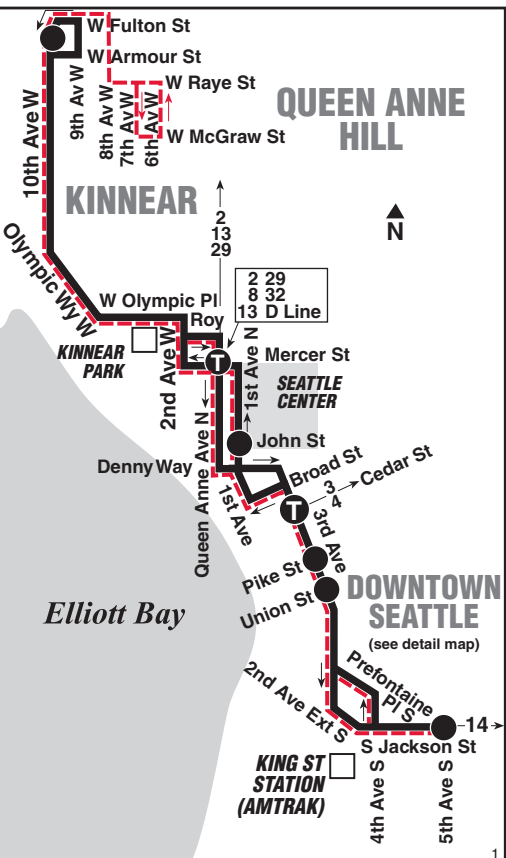 W Fulton St
W Armour St
9th Av W
8th Av W
7th Av W
6th Av W
W Raye St
W McGraw St
QUEEN ANNE
HILL
10th Ave W
KINNEAR
2
13
29
N
Olympic Wy W
W Olympic Pl
Roy
2 29
8 32
13 D Line
KINNEAR
PARK
2nd Ave W
T
1st Ave N
Mercer St
SEATTLE
CENTER
Queen Anne Ave N
John St
Denny Way
1st Ave
Broad St
3
4
Cedar St
T
3rd Ave
Pike St
Union St
DOWNTOWN
SEATTLE
(see detail map)
Elliott Bay
Prefontaine
Pl S
2nd Ave Ext S
14
S Jackson St
KING ST
STATION
(AMTRAK)
4th Ave S
5th Ave S
1